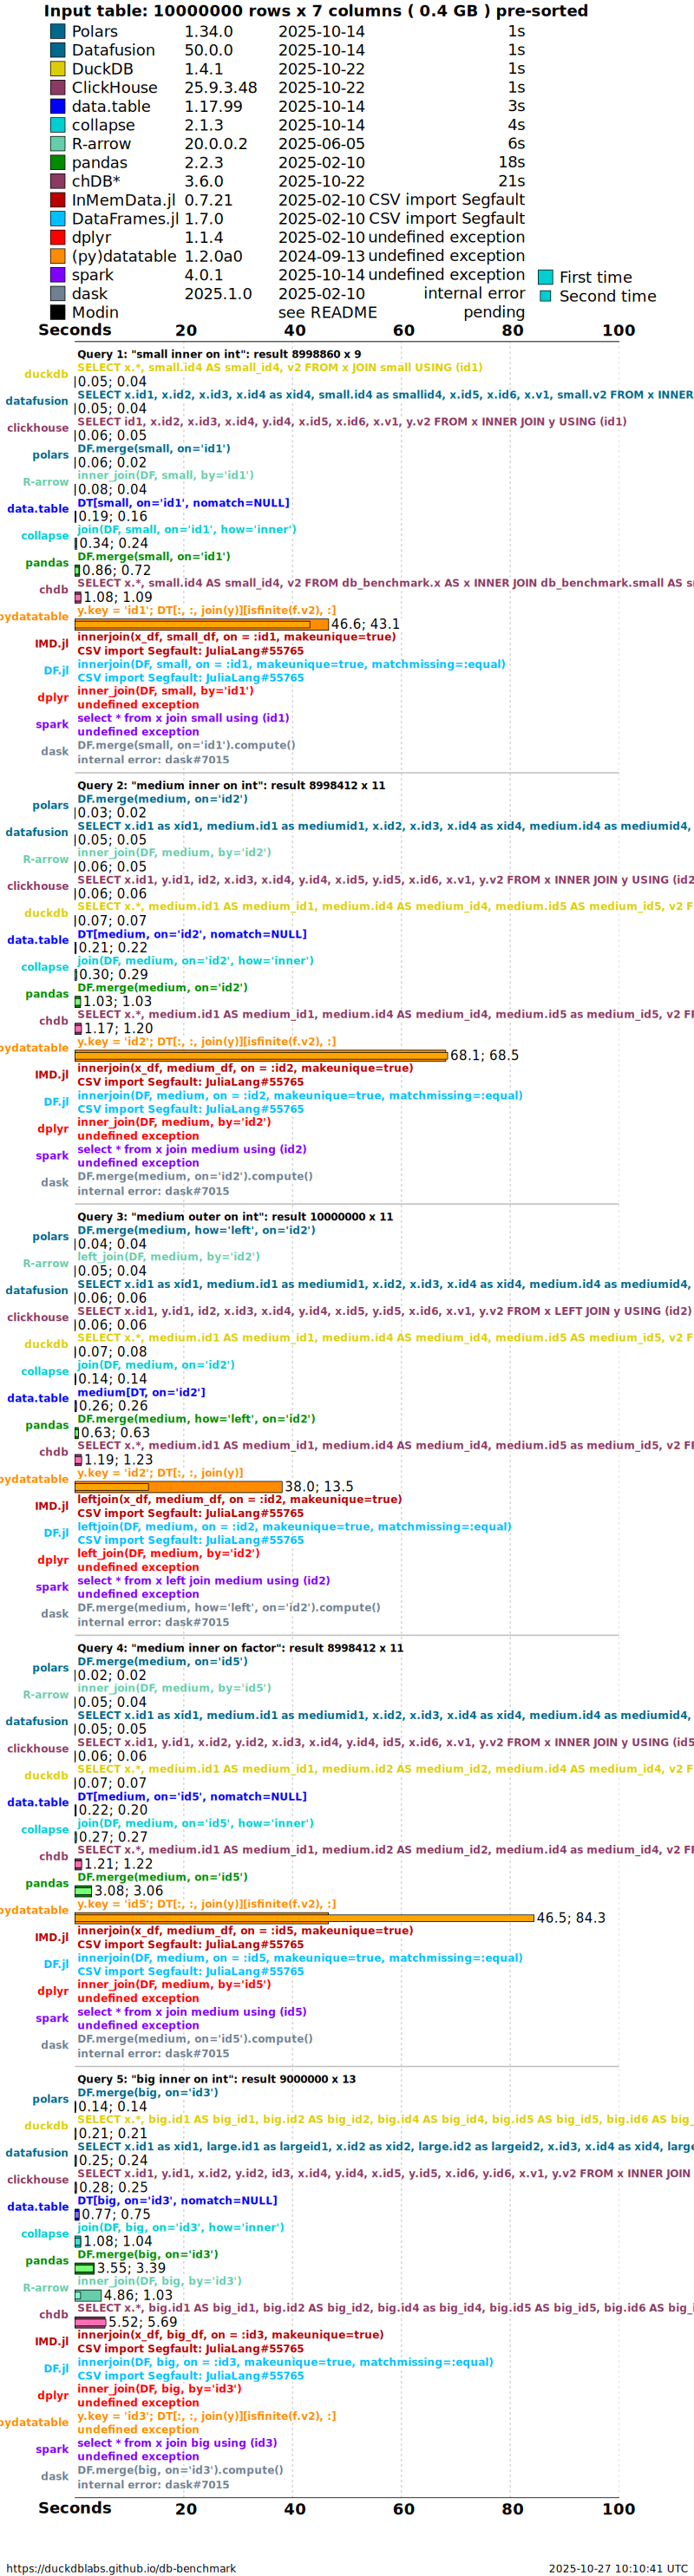 Input table: 10000000 rows x 7 columns ( 0.4 GB ) pre-sorted
Polars 1.34.0 2025-10-14 1s
Datafusion 50.0.0 2025-10-14 1s
DuckDB 1.4.1 2025-10-22 1s
ClickHouse 25.9.3.48 2025-10-22 1s
data.table 1.17.99 2025-10-14 3s
collapse 2.1.3 2025-10-14 4s
R-arrow 20.0.0.2 2025-06-05 6s
pandas 2.2.3 2025-02-10 18s
chDB* 3.6.0 2025-10-22 21s
InMemData.jl 0.7.21 2025-02-10 CSV import Segfault
DataFrames.jl 1.7.0 2025-02-10 CSV import Segfault
dplyr 1.1.4 2025-02-10 undefined exception
(py)datatable 1.2.0a0 2024-09-13 undefined exception
spark 4.0.1 2025-10-14 undefined exception
dask 2025.1.0 2025-02-10 internal error
Modin see README pending
First time
Second time
Seconds 20 40 60 80 100
Query 1: "small inner on int": result 8998860 x 9
duckdb SELECT x.*, small.id4 AS small_id4, v2 FROM x JOIN small USING (id1)
0.05; 0.04
datafusion SELECT x.id1, x.id2, x.id3, x.id4 as xid4, small.id4 as smallid4, x.id5, x.id6, x.v1, small.v2 FROM x INNER
0.05; 0.04
clickhouse SELECT id1, x.id2, x.id3, x.id4, y.id4, x.id5, x.id6, x.v1, y.v2 FROM x INNER JOIN y USING (id1)
0.06; 0.05
polars DF.merge(small, on='id1')
0.06; 0.02
R-arrow inner_join(DF, small, by='id1')
0.08; 0.04
data.table DT[small, on='id1', nomatch=NULL]
0.19; 0.16
collapse join(DF, small, on='id1', how='inner')
0.34; 0.24
pandas DF.merge(small, on='id1')
0.86; 0.72
chdb SELECT x.*, small.id4 AS small_id4, v2 FROM db_benchmark.x AS x INNER JOIN db_benchmark.small AS
1.08; 1.09
pydatatable y.key = 'id1'; DT[:, :, join(y)][isfinite(f.v2), :]
46.6; 43.1
IMD.jl innerjoin(x_df, small_df, on = :id1, makeunique=true)
CSV import Segfault: JuliaLang#55765
DF.jl innerjoin(DF, small, on = :id1, makeunique=true, matchmissing=:equal)
CSV import Segfault: JuliaLang#55765
dplyr inner_join(DF, small, by='id1')
undefined exception
spark select * from x join small using (id1)
undefined exception
dask DF.merge(small, on='id1').compute()
internal error: dask#7015
Query 2: "medium inner on int": result 8998412 x 11
polars DF.merge(medium, on='id2')
0.03; 0.02
datafusion SELECT x.id1 as xid1, medium.id1 as mediumid1, x.id2, x.id3, x.id4 as xid4, medium.id4 as mediumid4,
0.05; 0.05
R-arrow inner_join(DF, medium, by='id2')
0.06; 0.05
clickhouse SELECT x.id1, y.id1, id2, x.id3, x.id4, y.id4, x.id5, y.id5, x.id6, x.v1, y.v2 FROM x INNER JOIN y USING (id2
0.06; 0.06
duckdb SELECT x.*, medium.id1 AS medium_id1, medium.id4 AS medium_id4, medium.id5 AS medium_id5, v2 F
0.07; 0.07
data.table DT[medium, on='id2', nomatch=NULL]
0.21; 0.22
collapse join(DF, medium, on='id2', how='inner')
0.30; 0.29
pandas DF.merge(medium, on='id2')
1.03; 1.03
chdb SELECT x.*, medium.id1 AS medium_id1, medium.id4 AS medium_id4, medium.id5 as medium_id5, v2 FR
1.17; 1.20
pydatatable y.key = 'id2'; DT[:, :, join(y)][isfinite(f.v2), :]
68.1; 68.5
IMD.jl innerjoin(x_df, medium_df, on = :id2, makeunique=true)
CSV import Segfault: JuliaLang#55765
DF.jl innerjoin(DF, medium, on = :id2, makeunique=true, matchmissing=:equal)
CSV import Segfault: JuliaLang#55765
dplyr inner_join(DF, medium, by='id2')
undefined exception
spark select * from x join medium using (id2)
undefined exception
dask DF.merge(medium, on='id2').compute()
internal error: dask#7015
Query 3: "medium outer on int": result 10000000 x 11
polars DF.merge(medium, how='left', on='id2')
0.04; 0.04
R-arrow left_join(DF, medium, by='id2')
0.05; 0.04
datafusion SELECT x.id1 as xid1, medium.id1 as mediumid1, x.id2, x.id3, x.id4 as xid4, medium.id4 as mediumid4,
0.06; 0.06
clickhouse SELECT x.id1, y.id1, id2, x.id3, x.id4, y.id4, x.id5, y.id5, x.id6, x.v1, y.v2 FROM x LEFT JOIN y USING (id2)
0.06; 0.06
duckdb SELECT x.*, medium.id1 AS medium_id1, medium.id4 AS medium_id4, medium.id5 AS medium_id5, v2 F
0.07; 0.08
collapse join(DF, medium, on='id2')
0.14; 0.14
data.table medium[DT, on='id2']
0.26; 0.26
pandas DF.merge(medium, how='left', on='id2')
0.63; 0.63
chdb SELECT x.*, medium.id1 AS medium_id1, medium.id4 AS medium_id4, medium.id5 as medium_id5, v2 FR
1.19; 1.23
pydatatable y.key = 'id2'; DT[:, :, join(y)]
38.0; 13.5
IMD.jl leftjoin(x_df, medium_df, on = :id2, makeunique=true)
CSV import Segfault: JuliaLang#55765
DF.jl leftjoin(DF, medium, on = :id2, makeunique=true, matchmissing=:equal)
CSV import Segfault: JuliaLang#55765
dplyr left_join(DF, medium, by='id2')
undefined exception
spark select * from x left join medium using (id2)
undefined exception
dask DF.merge(medium, how='left', on='id2').compute()
internal error: dask#7015
Query 4: "medium inner on factor": result 8998412 x 11
polars DF.merge(medium, on='id5')
0.02; 0.02
R-arrow inner_join(DF, medium, by='id5')
0.05; 0.04
datafusion SELECT x.id1 as xid1, medium.id1 as mediumid1, x.id2, x.id3, x.id4 as xid4, medium.id4 as mediumid4,
0.05; 0.05
clickhouse SELECT x.id1, y.id1, x.id2, y.id2, x.id3, x.id4, y.id4, id5, x.id6, x.v1, y.v2 FROM x INNER JOIN y USING (id5
0.06; 0.06
duckdb SELECT x.*, medium.id1 AS medium_id1, medium.id2 AS medium_id2, medium.id4 AS medium_id4, v2 F
0.07; 0.07
data.table DT[medium, on='id5', nomatch=NULL]
0.22; 0.20
collapse join(DF, medium, on='id5', how='inner')
0.27; 0.27
chdb SELECT x.*, medium.id1 AS medium_id1, medium.id2 AS medium_id2, medium.id4 as medium_id4, v2 FR
1.21; 1.22
pandas DF.merge(medium, on='id5')
3.08; 3.06
pydatatable y.key = 'id5'; DT[:, :, join(y)][isfinite(f.v2), :]
46.5; 84.3
IMD.jl innerjoin(x_df, medium_df, on = :id5, makeunique=true)
CSV import Segfault: JuliaLang#55765
DF.jl innerjoin(DF, medium, on = :id5, makeunique=true, matchmissing=:equal)
CSV import Segfault: JuliaLang#55765
dplyr inner_join(DF, medium, by='id5')
undefined exception
spark select * from x join medium using (id5)
undefined exception
dask DF.merge(medium, on='id5').compute()
internal error: dask#7015
Query 5: "big inner on int": result 9000000 x 13
polars DF.merge(big, on='id3')
0.14; 0.14
duckdb SELECT x.*, big.id1 AS big_id1, big.id2 AS big_id2, big.id4 AS big_id4, big.id5 AS big_id5, big.id6 AS big_
0.21; 0.21
datafusion SELECT x.id1 as xid1, large.id1 as largeid1, x.id2 as xid2, large.id2 as largeid2, x.id3, x.id4 as xid4, large
0.25; 0.24
clickhouse SELECT x.id1, y.id1, x.id2, y.id2, id3, x.id4, y.id4, x.id5, y.id5, x.id6, y.id6, x.v1, y.v2 FROM x INNER JOIN
0.28; 0.25
data.table DT[big, on='id3', nomatch=NULL]
0.77; 0.75
collapse join(DF, big, on='id3', how='inner')
1.08; 1.04
pandas DF.merge(big, on='id3')
3.55; 3.39
R-arrow inner_join(DF, big, by='id3')
4.86; 1.03
chdb SELECT x.*, big.id1 AS big_id1, big.id2 AS big_id2, big.id4 as big_id4, big.id5 AS big_id5, big.id6 AS big_i
5.52; 5.69
IMD.jl innerjoin(x_df, big_df, on = :id3, makeunique=true)
CSV import Segfault: JuliaLang#55765
DF.jl innerjoin(DF, big, on = :id3, makeunique=true, matchmissing=:equal)
CSV import Segfault: JuliaLang#55765
dplyr inner_join(DF, big, by='id3')
undefined exception
pydatatable y.key = 'id3'; DT[:, :, join(y)][isfinite(f.v2), :]
undefined exception
spark select * from x join big using (id3)
undefined exception
dask DF.merge(big, on='id3').compute()
internal error: dask#7015
Seconds 20 40 60 80 100
https://duckdblabs.github.io/db-benchmark 2025-10-27 10:10:41 UTC